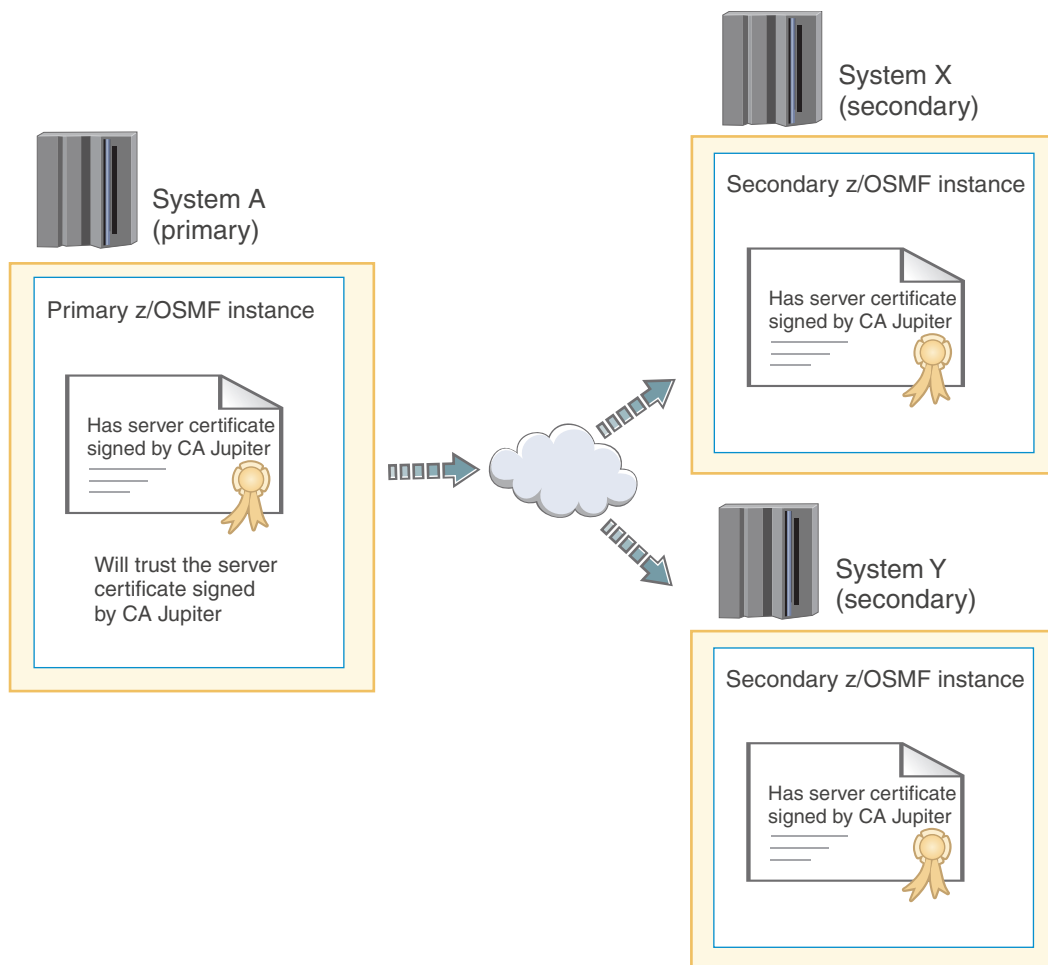 System A
(primary)
Primary z/OSMF instance
Has server certificate
signed by CA Jupiter
Will trust the server
certificate signed
by CA Jupiter
System X
(secondary)
Secondary z/OSMF instance
Has server certificate
signed by CA Jupiter
System Y
(secondary)
Secondary z/OSMF instance
Has server certificate
signed by CA Jupiter